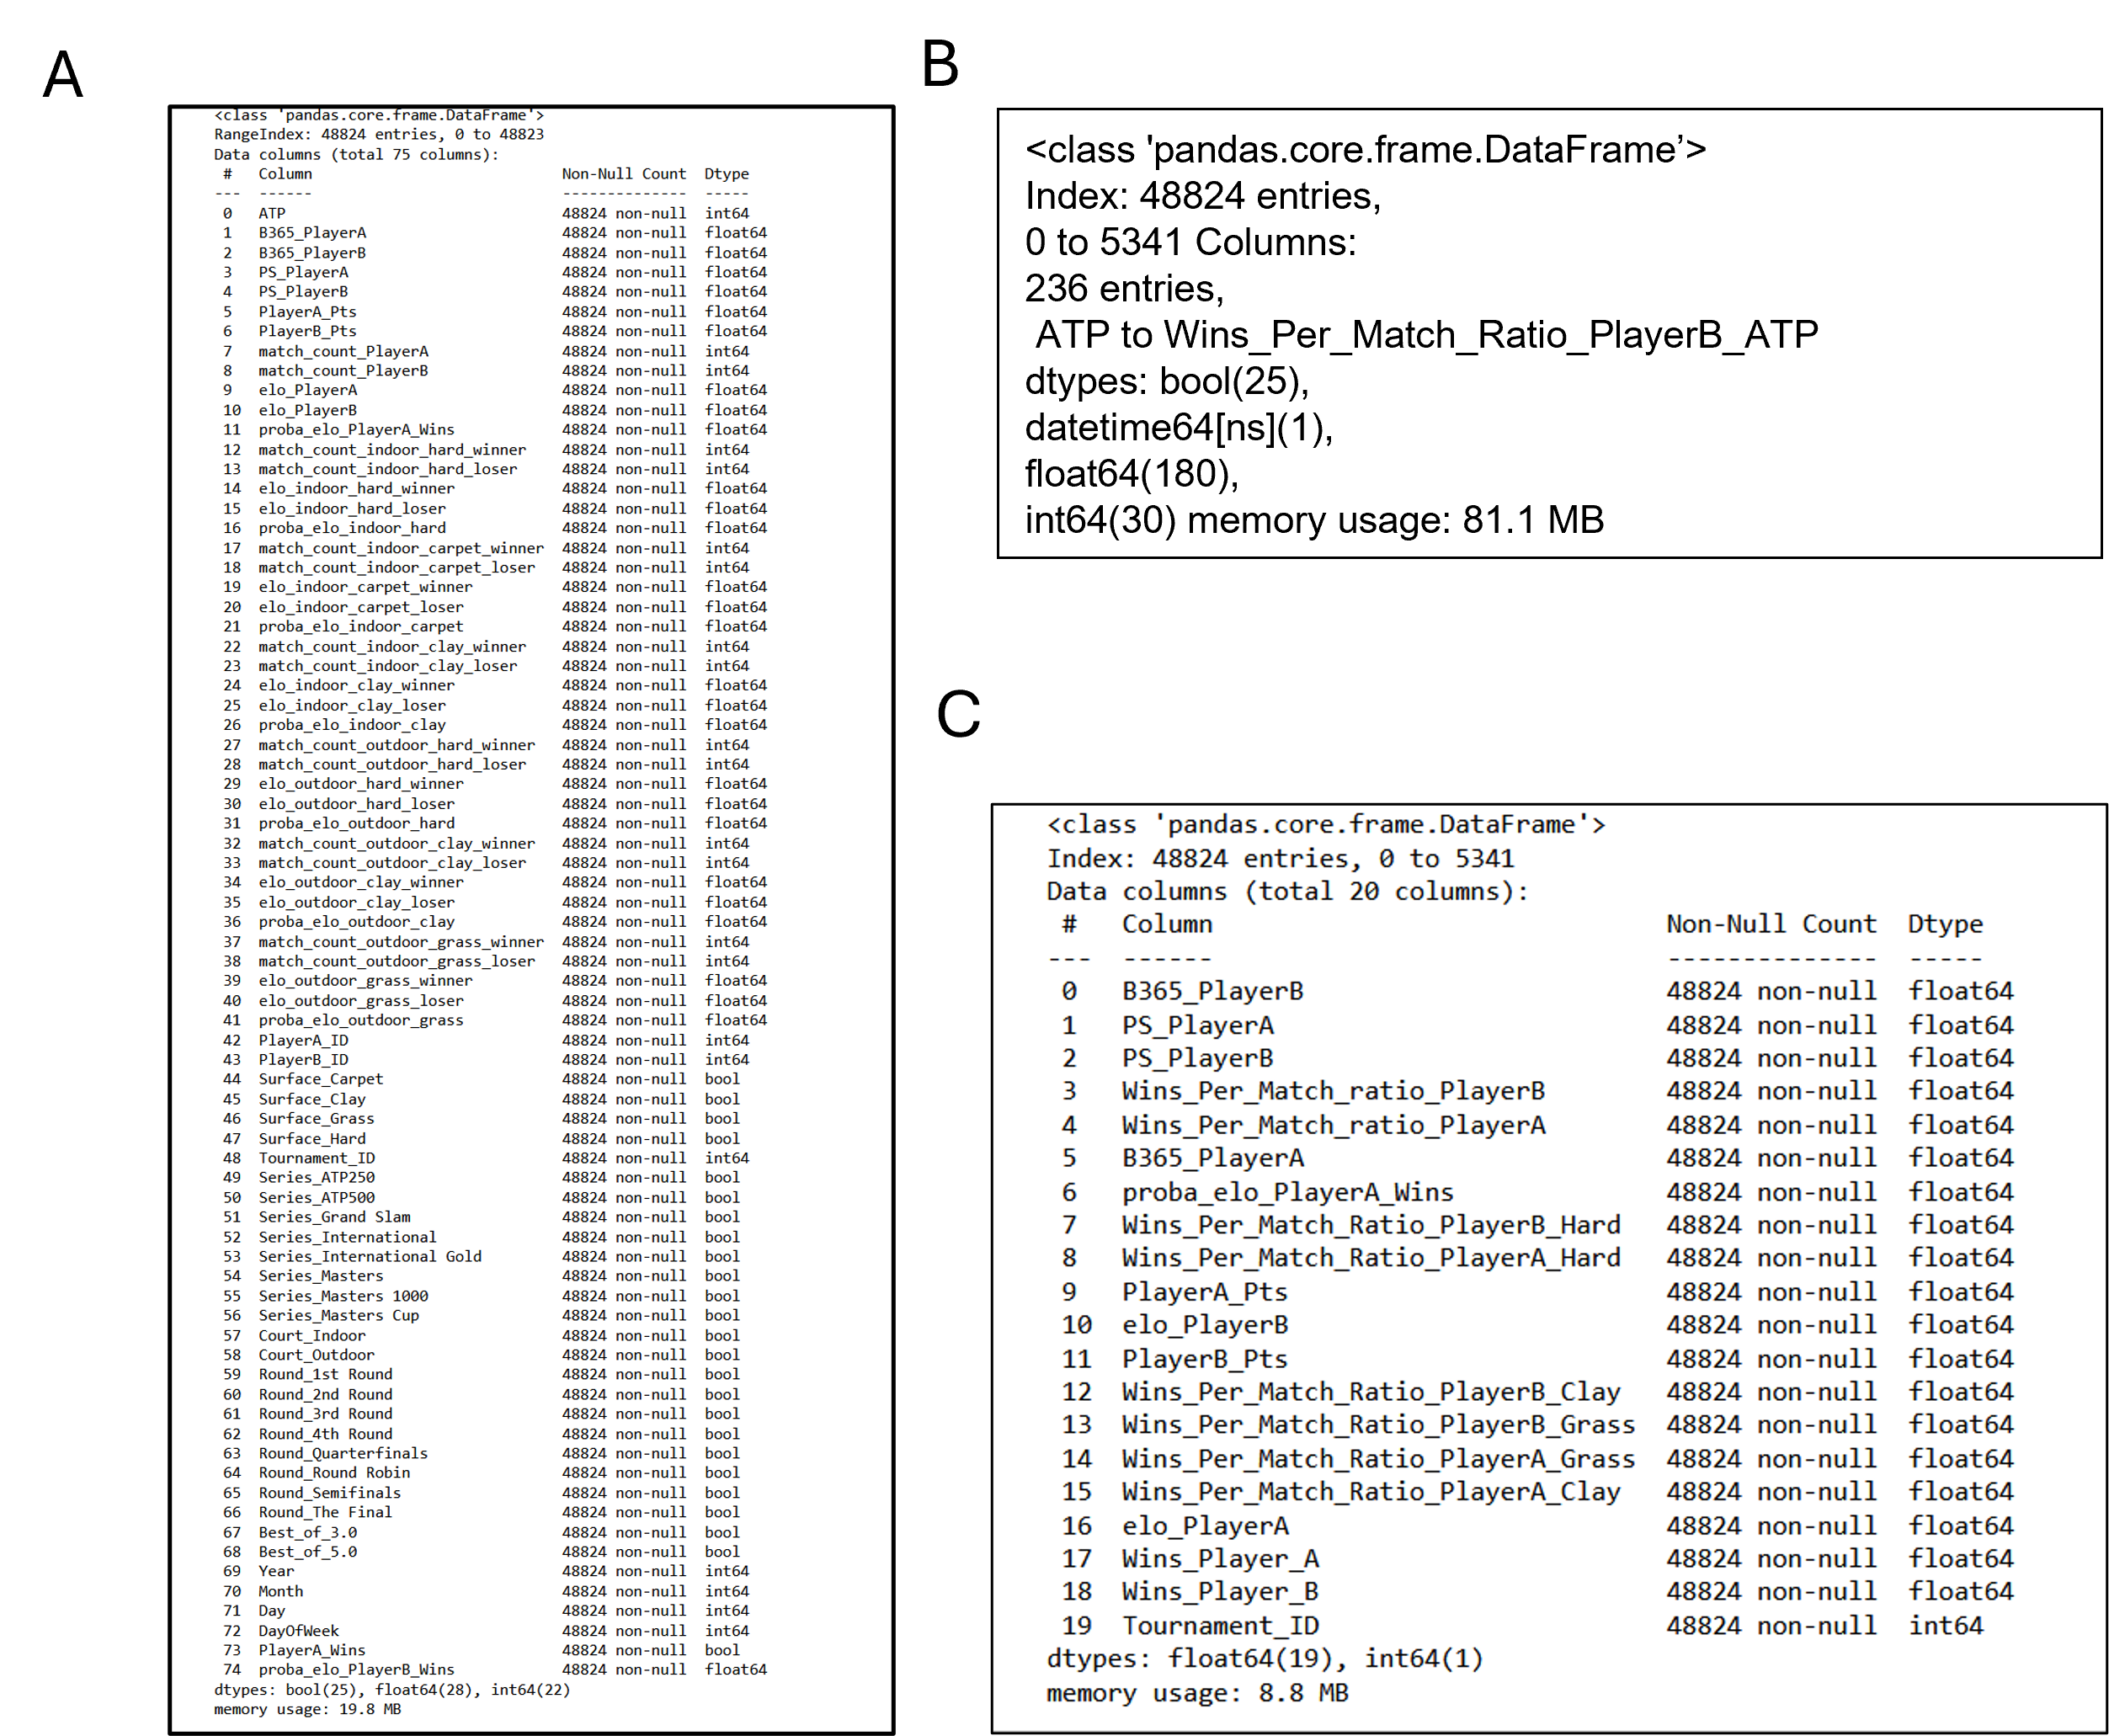 A
<class 'pandas.core.frame.DataFrame'>
RangeIndex: 48824 entries, 0 to 48823
Data columns (total 75 columns):
# Column Non-Null Count Dtype
--- ------ -------------- -----
0 ATP 48824 non-null int64
1 B365_PlayerA 48824 non-null float64
2 B365_PlayerB 48824 non-null float64
3 PS_PlayerA 48824 non-null float64
4 PS_PlayerB 48824 non-null float64
5 PlayerA_Pts 48824 non-null float64
6 PlayerB_Pts 48824 non-null float64
7 match_count_PlayerA 48824 non-null int64
8 match_count_PlayerB 48824 non-null int64
9 elo_PlayerA 48824 non-null float64
10 elo_PlayerB 48824 non-null float64
11 proba_elo_PlayerA_Wins 48824 non-null float64
12 match_count_indoor_hard_winner 48824 non-null int64
13 match_count_indoor_hard_loser 48824 non-null int64
14 elo_indoor_hard_winner 48824 non-null float64
15 elo_indoor_hard_loser 48824 non-null float64
16 proba_elo_indoor_hard 48824 non-null float64
17 match_count_indoor_carpet_winner 48824 non-null int64
18 match_count_indoor_carpet_loser 48824 non-null int64
19 elo_indoor_carpet_winner 48824 non-null float64
20 elo_indoor_carpet_loser 48824 non-null float64
21 proba_elo_indoor_carpet 48824 non-null float64
22 match_count_indoor_clay_winner 48824 non-null int64
23 match_count_indoor_clay_loser 48824 non-null int64
24 elo_indoor_clay_winner 48824 non-null float64
25 elo_indoor_clay_loser 48824 non-null float64
26 proba_elo_indoor_clay 48824 non-null float64
27 match_count_outdoor_hard_winner 48824 non-null int64
28 match_count_outdoor_hard_loser 48824 non-null int64
29 elo_outdoor_hard_winner 48824 non-null float64
30 elo_outdoor_hard_loser 48824 non-null float64
31 proba_elo_outdoor_hard 48824 non-null float64
32 match_count_outdoor_clay_winner 48824 non-null int64
33 match_count_outdoor_clay_loser 48824 non-null int64
34 elo_outdoor_clay_winner 48824 non-null float64
35 elo_outdoor_clay_loser 48824 non-null float64
36 proba_elo_outdoor_clay 48824 non-null float64
37 match_count_outdoor_grass_winner 48824 non-null int64
38 match_count_outdoor_grass_loser 48824 non-null int64
39 elo_outdoor_grass_winner 48824 non-null float64
40 elo_outdoor_grass_loser 48824 non-null float64
41 proba_elo_outdoor_grass 48824 non-null float64
42 PlayerA_ID 48824 non-null int64
43 PlayerB_ID 48824 non-null int64
44 Surface_Carpet 48824 non-null bool
45 Surface_Clay 48824 non-null bool
46 Surface_Grass 48824 non-null bool
47 Surface_Hard 48824 non-null bool
48 Tournament_ID 48824 non-null int64
49 Series_ATP250 48824 non-null bool
50 Series_ATP500 48824 non-null bool
51 Series_Grand Slam 48824 non-null bool
52 Series_International 48824 non-null bool
53 Series_International Gold 48824 non-null bool
54 Series_Masters 48824 non-null bool
55 Series_Masters 1000 48824 non-null bool
56 Series_Masters Cup 48824 non-null bool
57 Court_Indoor 48824 non-null bool
58 Court_Outdoor 48824 non-null bool
59 Round_1st Round 48824 non-null bool
60 Round_2nd Round 48824 non-null bool
61 Round_3rd Round 48824 non-null bool
62 Round_4th Round 48824 non-null bool
63 Round_Quarterfinals 48824 non-null bool
64 Round_Round Robin 48824 non-null bool
65 Round_Semifinals 48824 non-null bool
66 Round_The Final 48824 non-null bool
67 Best_of_3.0 48824 non-null bool
68 Best_of_5.0 48824 non-null bool
69 Year 48824 non-null int64
70 Month 48824 non-null int64
71 Day 48824 non-null int64
72 DayOfWeek 48824 non-null int64
73 PlayerA_Wins 48824 non-null bool
74 proba_elo_PlayerB_Wins 48824 non-null float64
dtypes: bool(25), float64(28), int64(22)
memory usage: 19.8 MB
B
<class 'pandas.core.frame.DataFrame’>
Index: 48824 entries,
0 to 5341 Columns:
236 entries,
ATP to Wins_Per_Match_Ratio_PlayerB_ATP
dtypes: bool(25),
datetime64[ns](1),
float64(180),
int64(30) memory usage: 81.1 MB
C
<class 'pandas.core.frame.DataFrame'>
Index: 48824 entries, 0 to 5341
Data columns (total 20 columns):
# Column Non-Null Count Dtype
--- ------ -------------- -----
0 B365_PlayerB 48824 non-null float64
1 PS_PlayerA 48824 non-null float64
2 PS_PlayerB 48824 non-null float64
3 Wins_Per_Match_ratio_PlayerB 48824 non-null float64
4 Wins_Per_Match_ratio_PlayerA 48824 non-null float64
5 B365_PlayerA 48824 non-null float64
6 proba_elo_PlayerA_Wins 48824 non-null float64
7 Wins_Per_Match_Ratio_PlayerB_Hard 48824 non-null float64
8 Wins_Per_Match_Ratio_PlayerA_Hard 48824 non-null float64
9 PlayerA_Pts 48824 non-null float64
10 elo_PlayerB 48824 non-null float64
11 PlayerB_Pts 48824 non-null float64
12 Wins_Per_Match_Ratio_PlayerB_Clay 48824 non-null float64
13 Wins_Per_Match_Ratio_PlayerB_Grass 48824 non-null float64
14 Wins_Per_Match_Ratio_PlayerA_Grass 48824 non-null float64
15 Wins_Per_Match_Ratio_PlayerA_Clay 48824 non-null float64
16 elo_PlayerA 48824 non-null float64
17 Wins_Player_A 48824 non-null float64
18 Wins_Player_B 48824 non-null float64
19 Tournament_ID 48824 non-null int64
dtypes: float64(19), int64(1)
memory usage: 8.8 MB